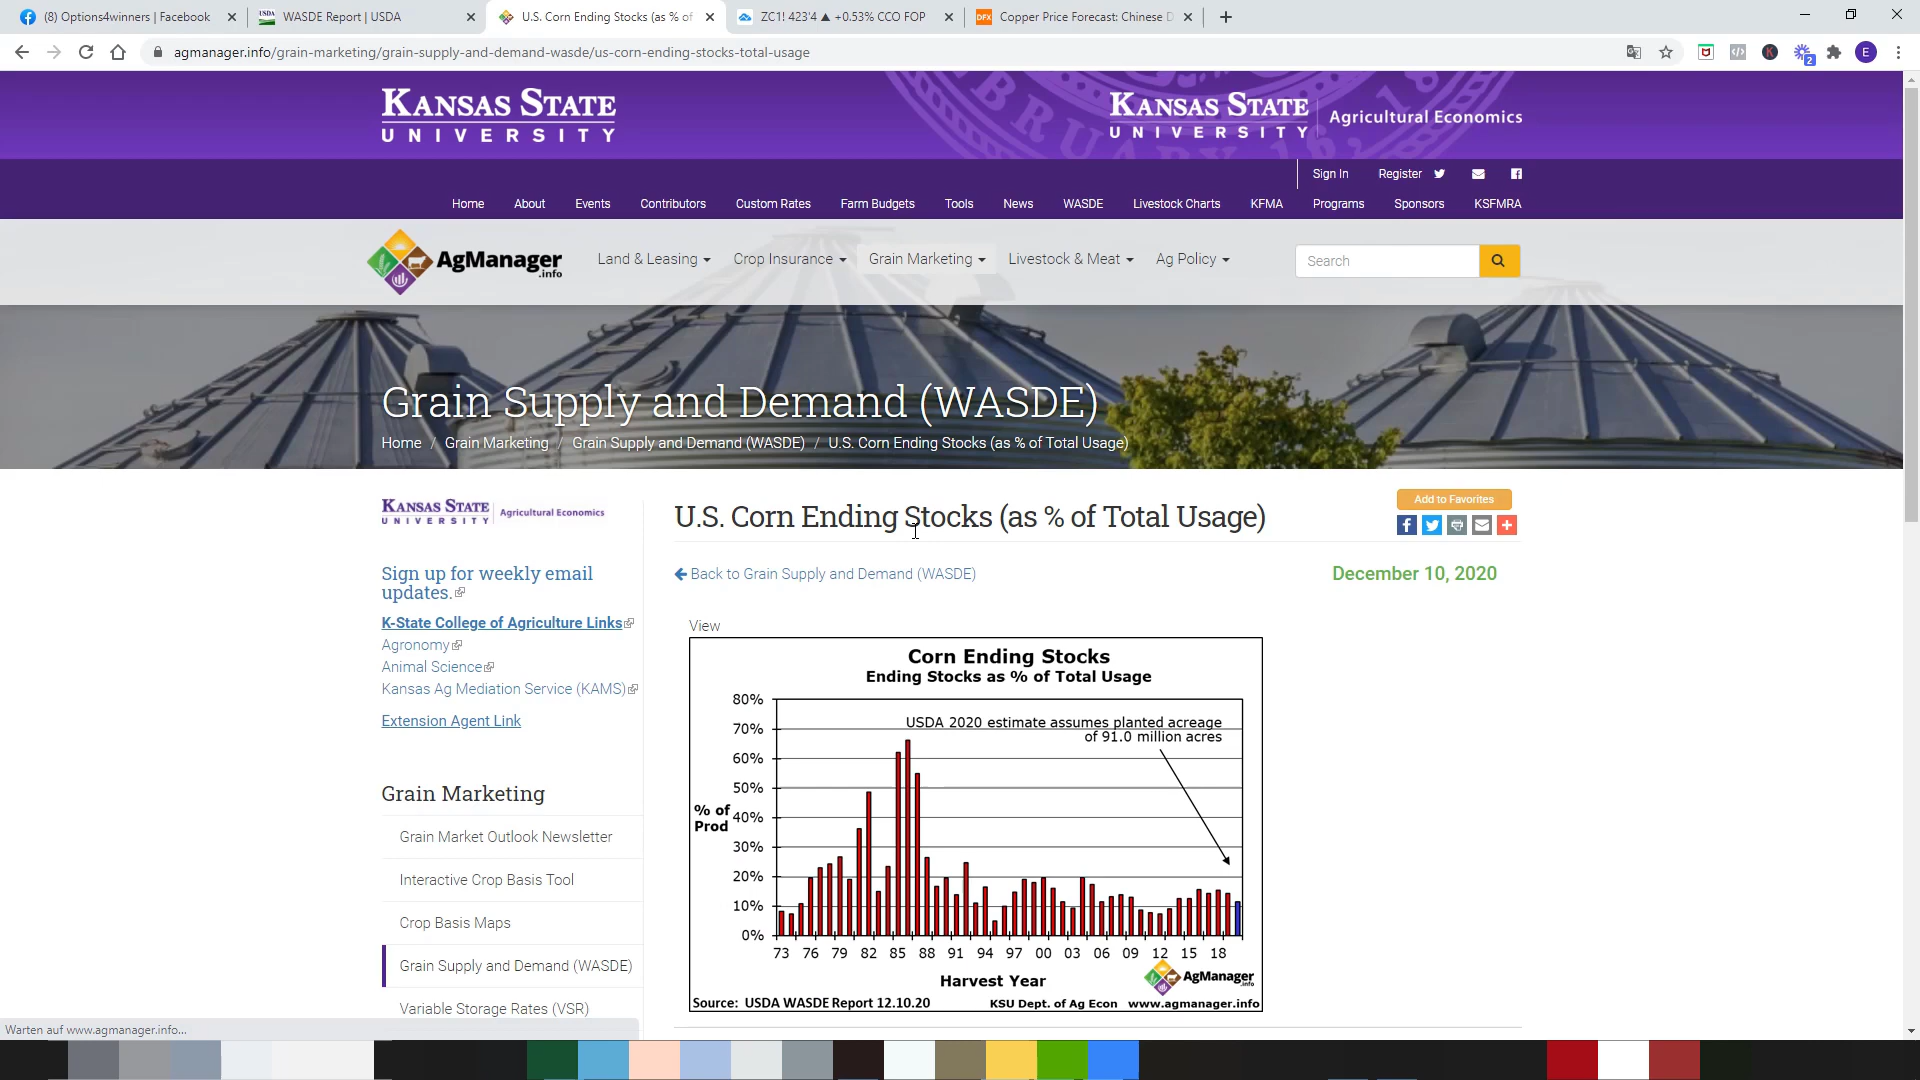 (8) Options4winners | Facebook
WASDE Report | USDA
U.S. Corn Ending Stocks (as % of
ZC1! 423'4 ▲ +0.53% CCO FOP
Copper Price Forecast: Chinese D
agmanager.info/grain-marketing/grain-supply-and-demand-wasde/us-corn-ending-stocks-total-usage
E
2
KANSAS STATE
UNIVERSITY
KANSAS STATE
UNIVERSITY
Agricultural Economics
Sign In
Register
Home
About
Events
Contributors
Custom Rates
Farm Budgets
Tools
News
WASDE
Livestock Charts
KFMA
Programs
Sponsors
KSFMRA
AgManager
.info
Land & Leasing
Crop Insurance
Grain Marketing
Livestock & Meat
Ag Policy
Search
Grain Supply and Demand (WASDE)
Home / Grain Marketing / Grain Supply and Demand (WASDE) / U.S. Corn Ending Stocks (as % of Total Usage)
KANSAS STATE
UNIVERSITY
Agricultural Economics
Sign up for weekly email
updates.
K-State College of Agriculture Links
Agronomy
Animal Science
Kansas Ag Mediation Service (KAMS)
Extension Agent Link
Grain Marketing
Grain Market Outlook Newsletter
Interactive Crop Basis Tool
Crop Basis Maps
Grain Supply and Demand (WASDE)
Variable Storage Rates (VSR)
U.S. Corn Ending Stocks (as % of Total Usage)
Add to Favorites
Back to Grain Supply and Demand (WASDE)
December 10, 2020
View
Corn Ending Stocks
Ending Stocks as % of Total Usage
80%
70%
60%
50%
40%
30%
20%
10%
0%
% of
Prod
USDA 2020 estimate assumes planted acreage
of 91.0 million acres
73 76 79 82 85 88 91 94 97 00 03 06 09 12 15 18
Harvest Year
AgManager
.info
Source: USDA WASDE Report 12.10.20
KSU Dept. of Ag Econ www.agmanager.info
Warten auf www.agmanager.info...